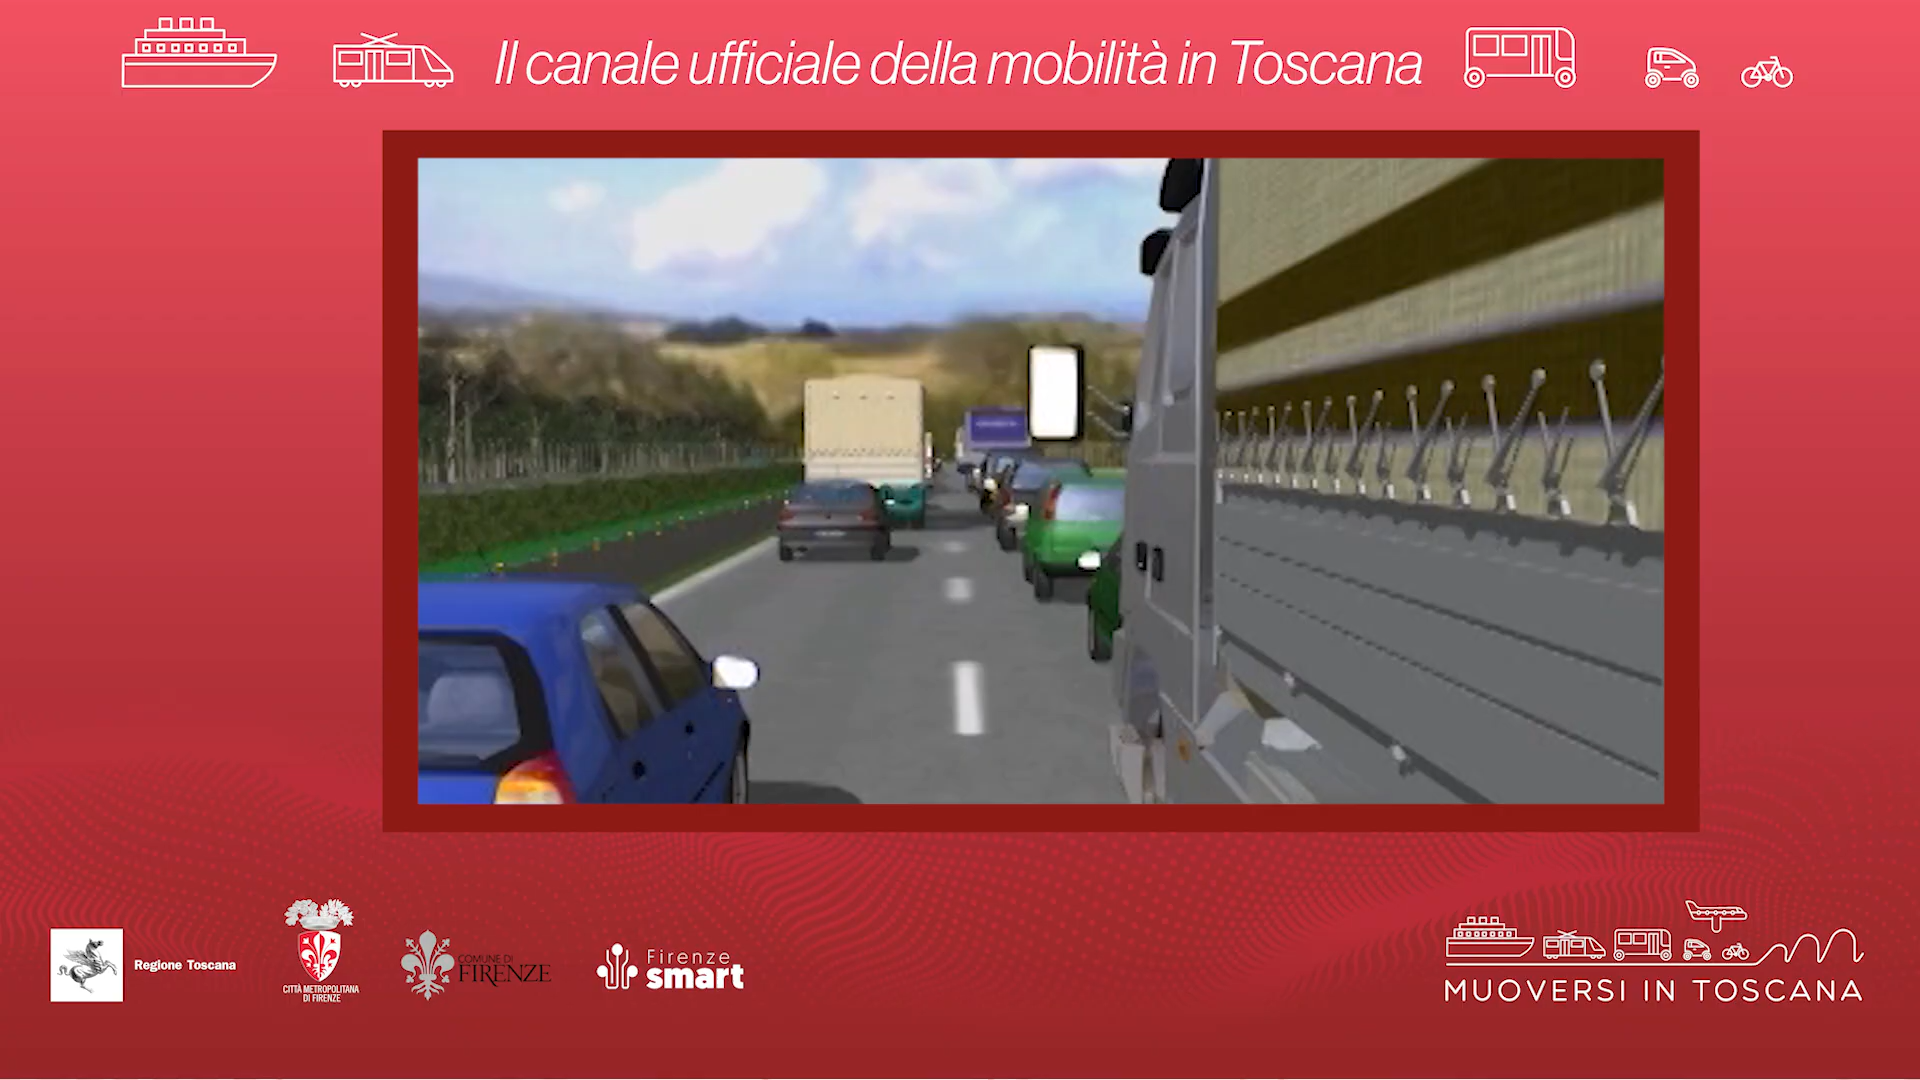 Il canale ufficiale della mobilità in Toscana
Regione Toscana
CITTÀ METROPOLITANA
DI FIRENZE
COMUNE DI
FIRENZE
Firenze
smart
MUOVERSI IN TOSCANA